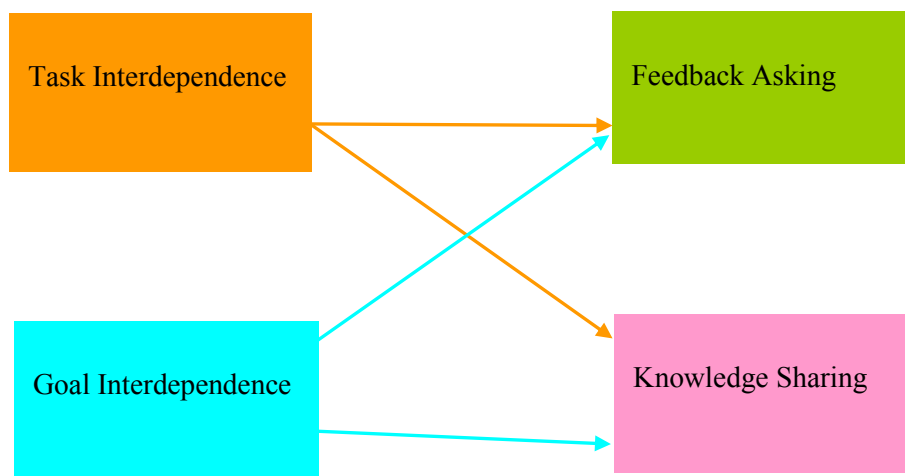 Task Interdependence
Feedback Asking
Goal Interdependence
Knowledge Sharing